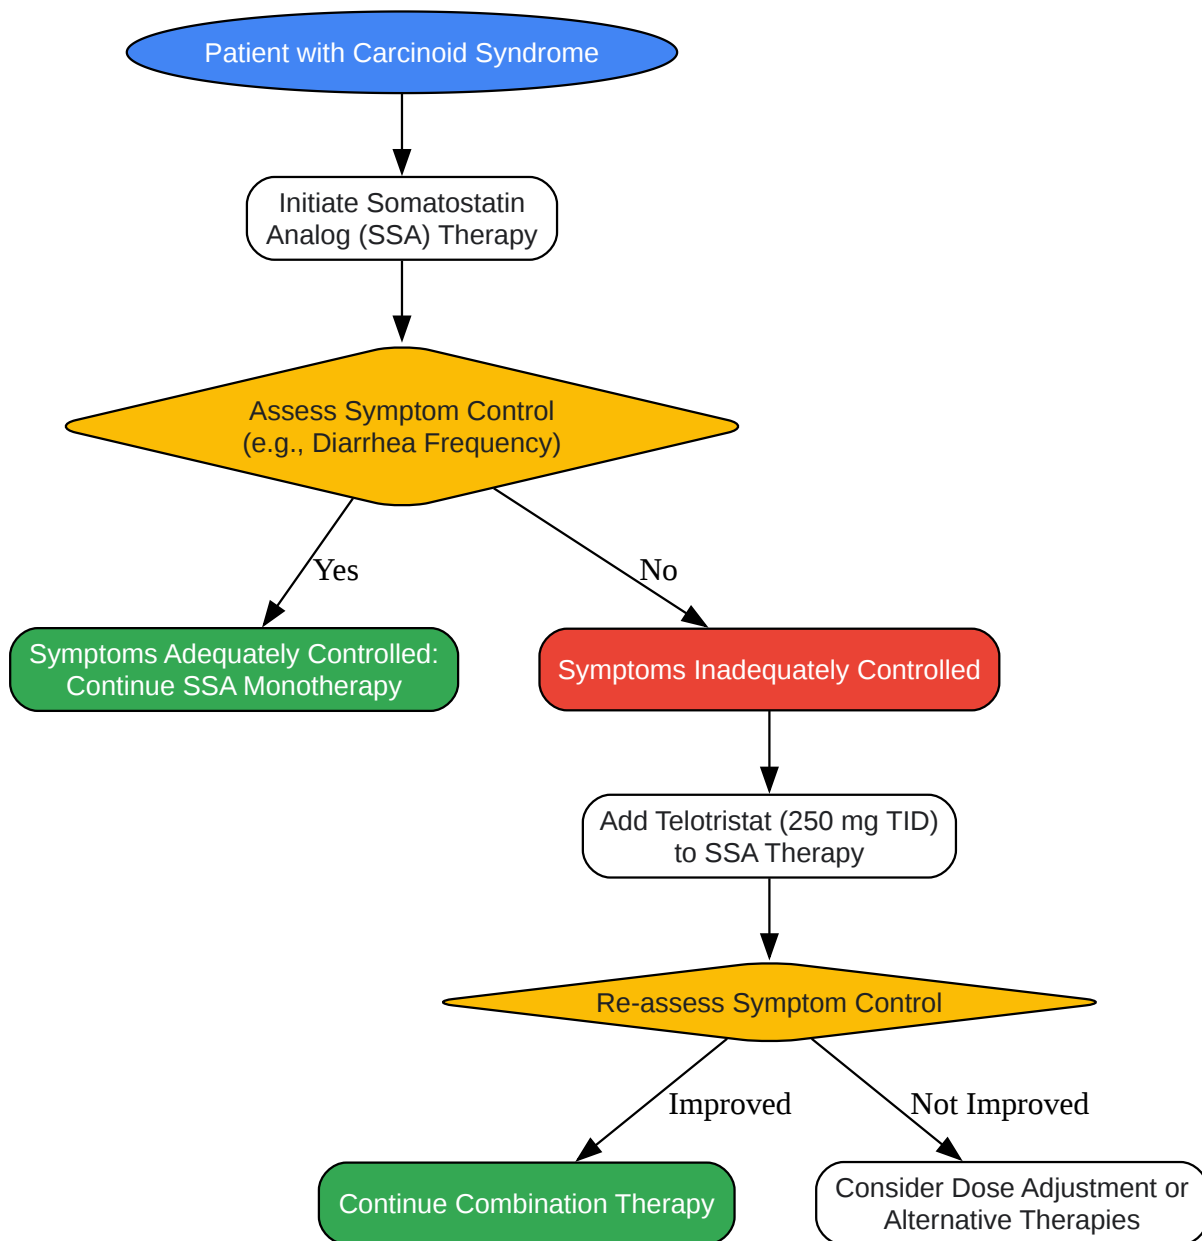 Patient with Carcinoid Syndrome
Initiate Somatostatin
Analog (SSA) Therapy
Assess Symptom Control
(e.g., Diarrhea Frequency)
Yes
No
Symptoms Adequately Controlled:
Continue SSA Monotherapy
Symptoms Inadequately Controlled
Add Telotristat (250 mg TID)
to SSA Therapy
Re-assess Symptom Control
Improved
Not Improved
Continue Combination Therapy
Consider Dose Adjustment or
Alternative Therapies